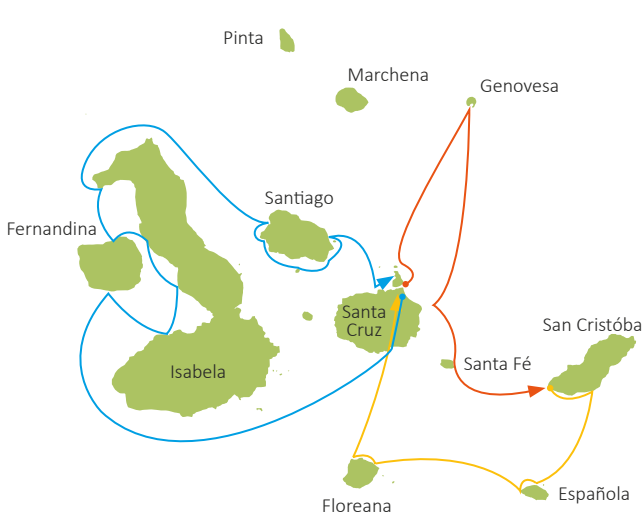 Pinta
Marchena
Genovesa
Santiago
Fernandina
Santa
Cruz
San Cristóba
Santa Fé
Isabela
Española
Floreana